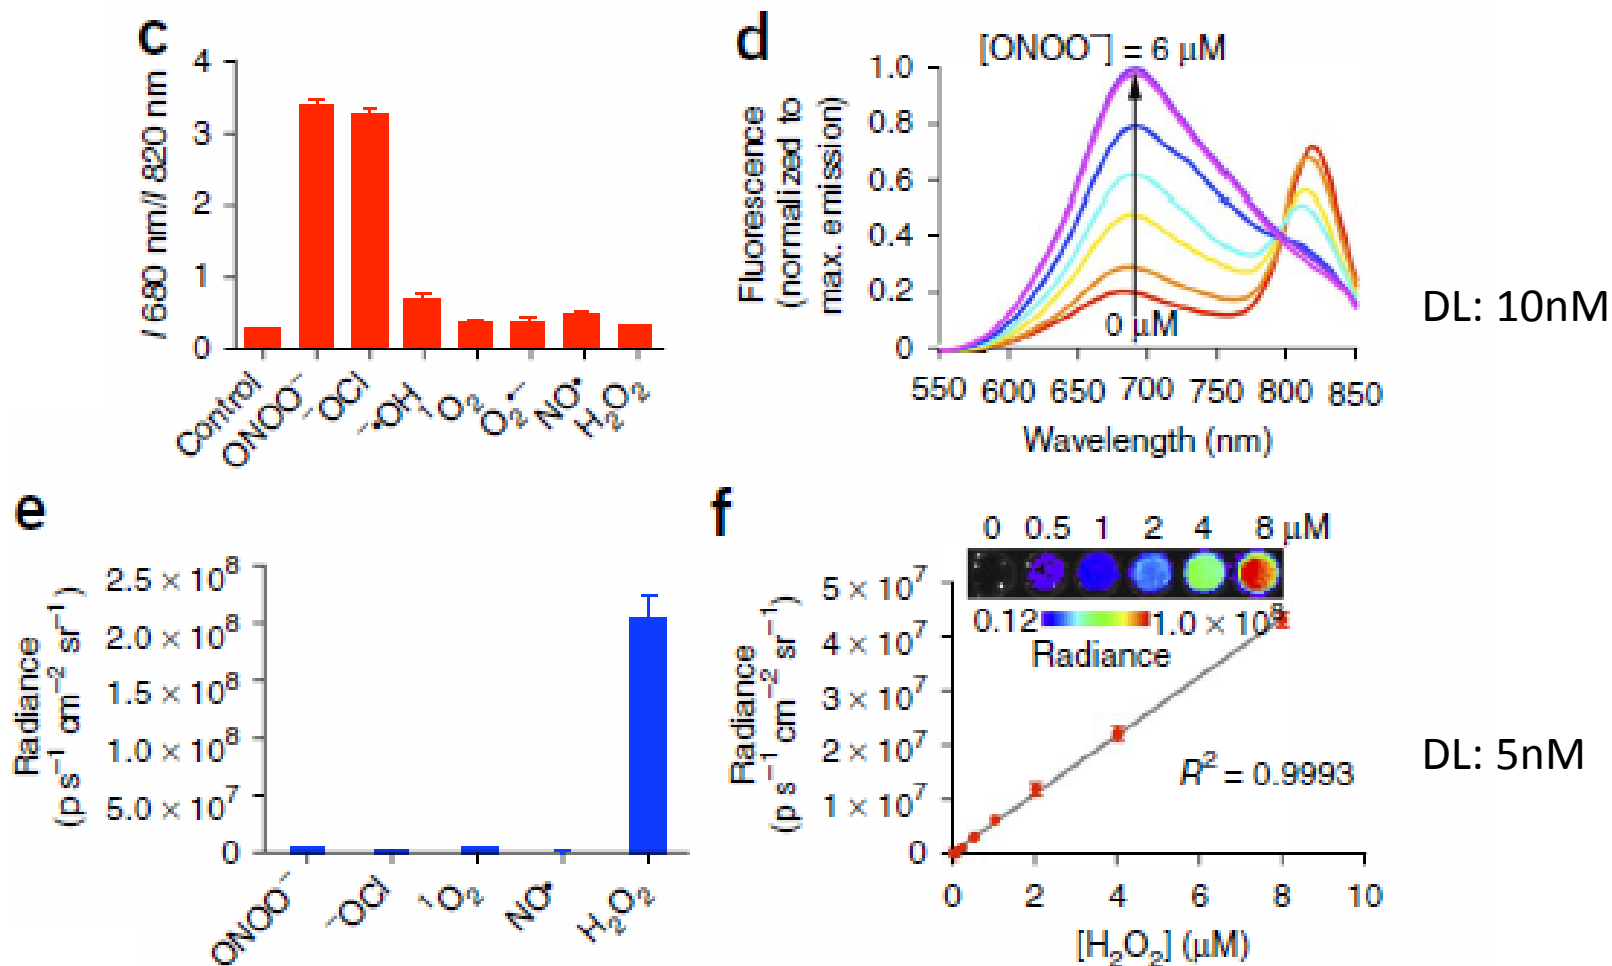 c
I 680 nm/I 820 nm
4
3
2
1
0
Control
ONOO⁻
⁻OCl
⁻•OH
¹O₂
O₂•⁻
NO•
H₂O₂
d
[ONOO⁻] = 6 μM
Fluorescence
(normalized to
max. emission)
1.0
0.8
0.6
0.4
0.2
0
0 μM
550 600 650 700 750 800 850
Wavelength (nm)
DL: 10nM
e
Radiance
(p s⁻¹ cm⁻² sr⁻¹)
2.5 × 10⁸
2.0 × 10⁸
1.5 × 10⁸
1.0 × 10⁸
5.0 × 10⁷
0
ONOO⁻
⁻OCl
¹O₂
NO•
H₂O₂
f
0 0.5 1 2 4 8 μM
0.12 1.0 × 10⁸
Radiance
Radiance
(p s⁻¹ cm⁻² sr⁻¹)
5 × 10⁷
4 × 10⁷
3 × 10⁷
2 × 10⁷
1 × 10⁷
0
R² = 0.9993
0 2 4 6 8 10
[H₂O₂] (μM)
DL: 5nM